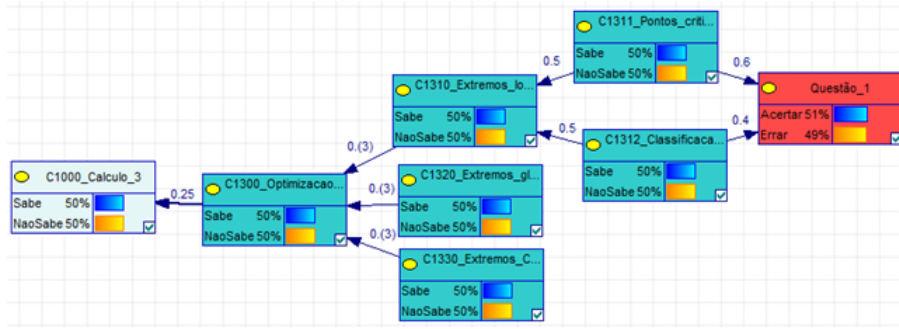 C1311_Pontos_criti...
Sabe 50%
NaoSabe 50%
0.5
0.6
C1310_Extremos_lo...
Sabe 50%
NaoSabe 50%
Questão_1
Acertar 51%
Errar 49%
0.5
0.4
C1312_Classificaca...
Sabe 50%
NaoSabe 50%
0.(3)
C1000_Calculo_3
Sabe 50%
NaoSabe 50%
0.25
C1300_Optimizacao...
Sabe 50%
NaoSabe 50%
0.(3)
C1320_Extremos_gl...
Sabe 50%
NaoSabe 50%
0.(3)
C1330_Extremos_C...
Sabe 50%
NaoSabe 50%